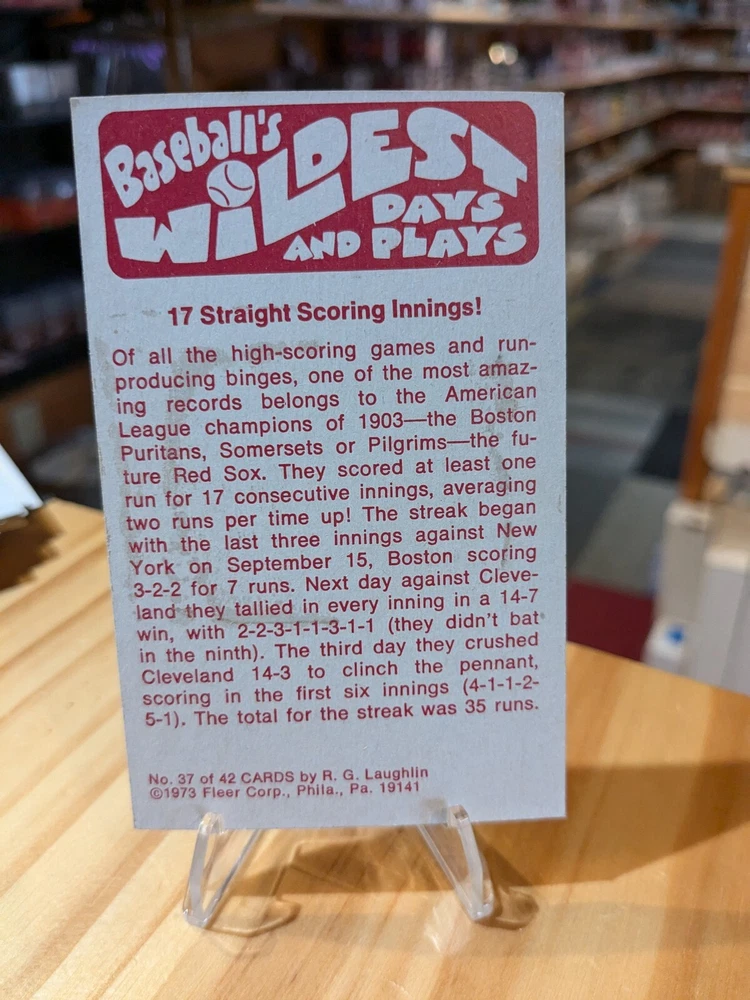 Baseball's
WiLDEST
DAYS
AND PLAYS
17 Straight Scoring Innings!
Of all the high-scoring games and run-
producing binges, one of the most amaz-
ing records belongs to the American
League champions of 1903—the Boston
Puritans, Somersets or Pilgrims—the fu-
ture Red Sox. They scored at least one
run for 17 consecutive innings, averaging
two runs per time up! The streak began
with the last three innings against New
York on September 15, Boston scoring
3-2-2 for 7 runs. Next day against Cleve-
land they tallied in every inning in a 14-7
win, with 2-2-3-1-1-3-1-1 (they didn't bat
in the ninth). The third day they crushed
Cleveland 14-3 to clinch the pennant,
scoring in the first six innings (4-1-1-2-
5-1). The total for the streak was 35 runs.
No. 37 of 42 CARDS by R. G. Laughlin
©1973 Fleer Corp., Phila., Pa. 19141